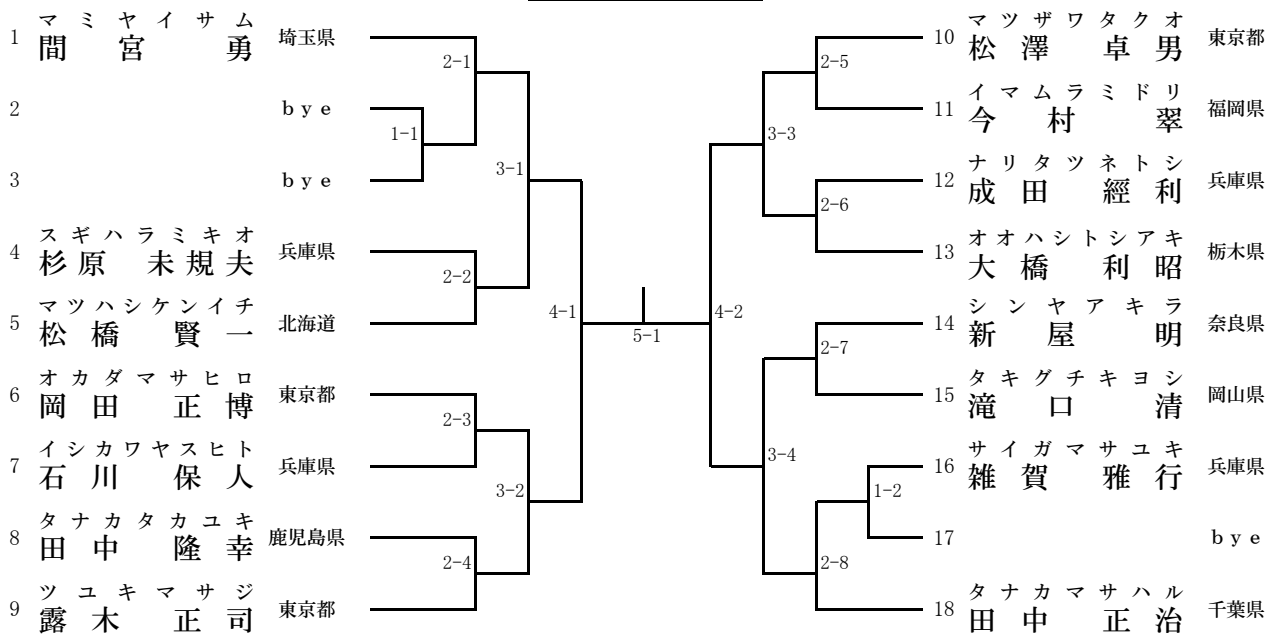 マミヤイサム
1 間宮 勇 埼玉県
2-1
2 ｂｙｅ
1-1
3 ｂｙｅ
3-1
スギハラミキオ
4 杉原 未規夫 兵庫県
2-2
マツハシケンイチ
5 松橋 賢一 北海道
4-1
オカダマサヒロ
6 岡田 正博 東京都
2-3
イシカワヤスヒト
7 石川 保人 兵庫県
3-2
タナカタカユキ
8 田中 隆幸 鹿児島県
2-4
ツユキマサジ
9 露木 正司 東京都
5-1
マツザワタクオ
10 松澤 卓男 東京都
2-5
イマムラミドリ
11 今村 翠 福岡県
3-3
ナリタツネトシ
12 成田 經利 兵庫県
2-6
オオハシトシアキ
13 大橋 利昭 栃木県
4-2
シンヤアキラ
14 新屋 明 奈良県
2-7
タキグチキヨシ
15 滝口 清 岡山県
3-4
サイガマサユキ
16 雑賀 雅行 兵庫県
1-2
17 ｂｙｅ
2-8
タナカマサハル
18 田中 正治 千葉県